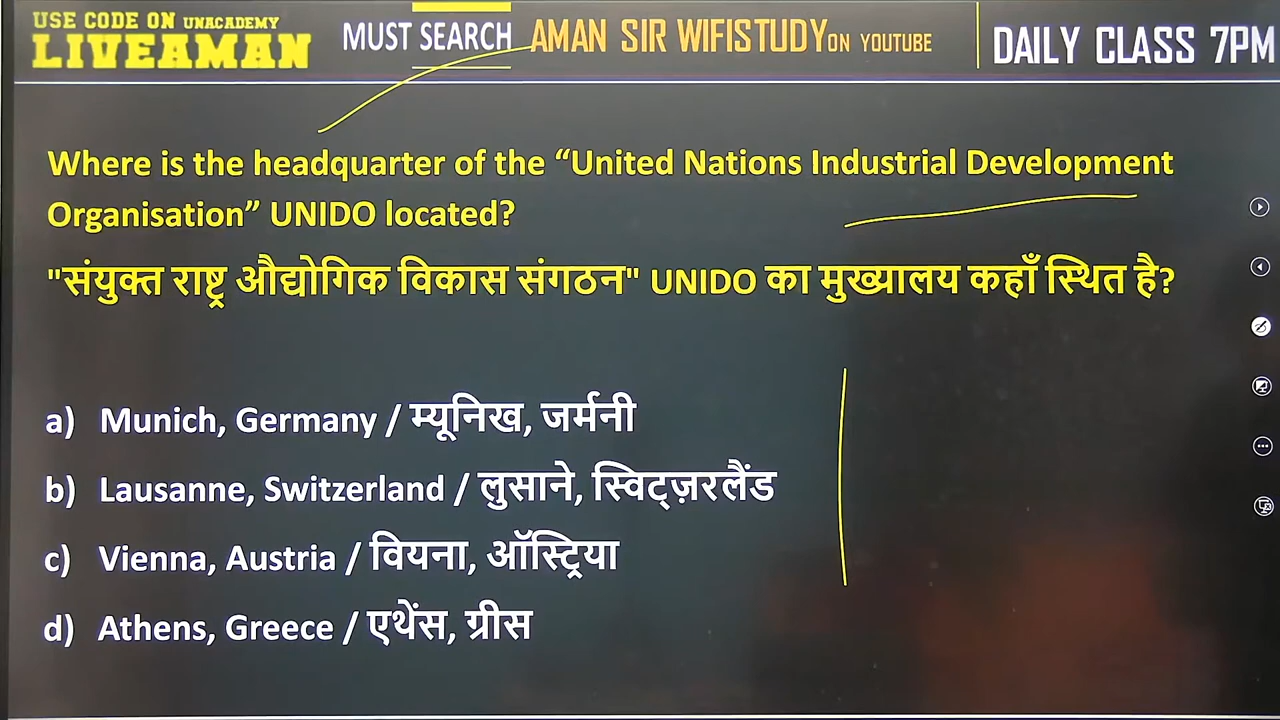 USE CODE ON UNACADEMY
LIVEAMAN
MUST SEARCH AMAN SIR WIFISTUDY ON YOUTUBE
DAILY CLASS 7PM
Where is the headquarter of the “United Nations Industrial Development
Organisation” UNIDO located?
"संयुक्त राष्ट्र औद्योगिक विकास संगठन" UNIDO का मुख्यालय कहाँ स्थित है?
a) Munich, Germany / म्यूनिख, जर्मनी
b) Lausanne, Switzerland / लुसाने, स्विट्ज़रलैंड
c) Vienna, Austria / वियना, ऑस्ट्रिया
d) Athens, Greece / एथेंस, ग्रीस